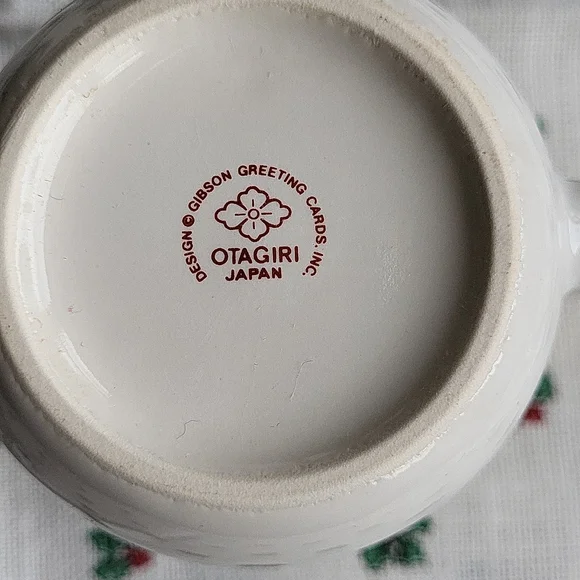 DESIGN © GIBSON GREETING CARDS, INC.
OTAGIRI
JAPAN